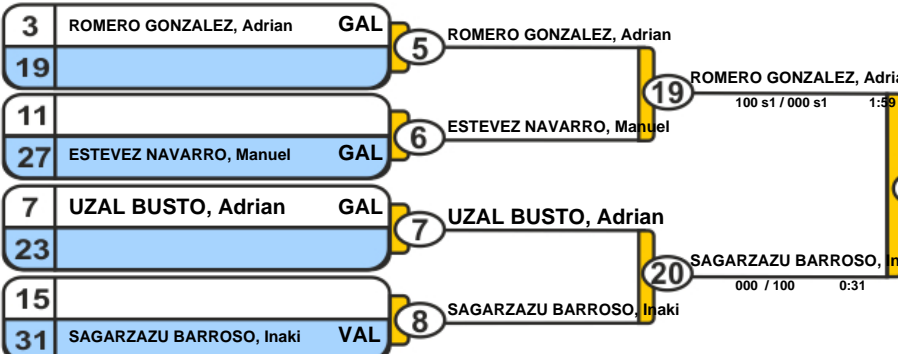 3 ROMERO GONZALEZ, Adrian GAL
19
5 ROMERO GONZALEZ, Adrian
11
27 ESTEVEZ NAVARRO, Manuel GAL
6 ESTEVEZ NAVARRO, Manuel
19 ROMERO GONZALEZ,
100 s1 / 000 s1 1:59
7 UZAL BUSTO, Adrian GAL
23
7 UZAL BUSTO, Adrian
15
31 SAGARZAZU BARROSO, Inaki VAL
8 SAGARZAZU BARROSO, Inaki
20 SAGARZAZU BARROSO,
000 / 100 0:31